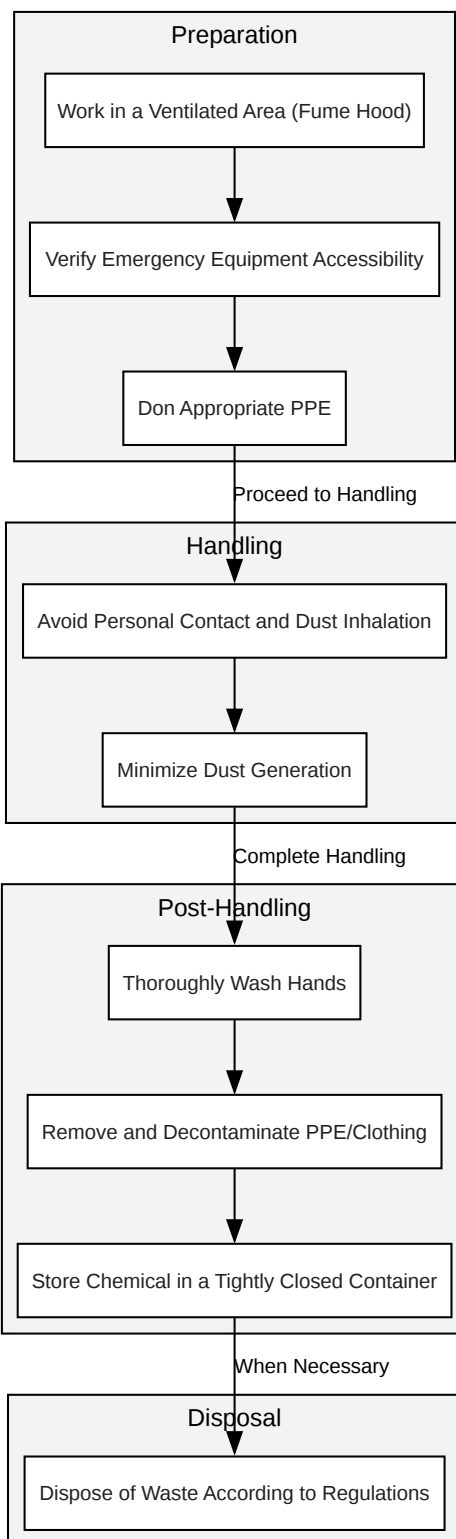 Preparation
Work in a Ventilated Area (Fume Hood)
Verify Emergency Equipment Accessibility
Don Appropriate PPE
Proceed to Handling
Handling
Avoid Personal Contact and Dust Inhalation
Minimize Dust Generation
Complete Handling
Post-Handling
Thoroughly Wash Hands
Remove and Decontaminate PPE/Clothing
Store Chemical in a Tightly Closed Container
When Necessary
Disposal
Dispose of Waste According to Regulations